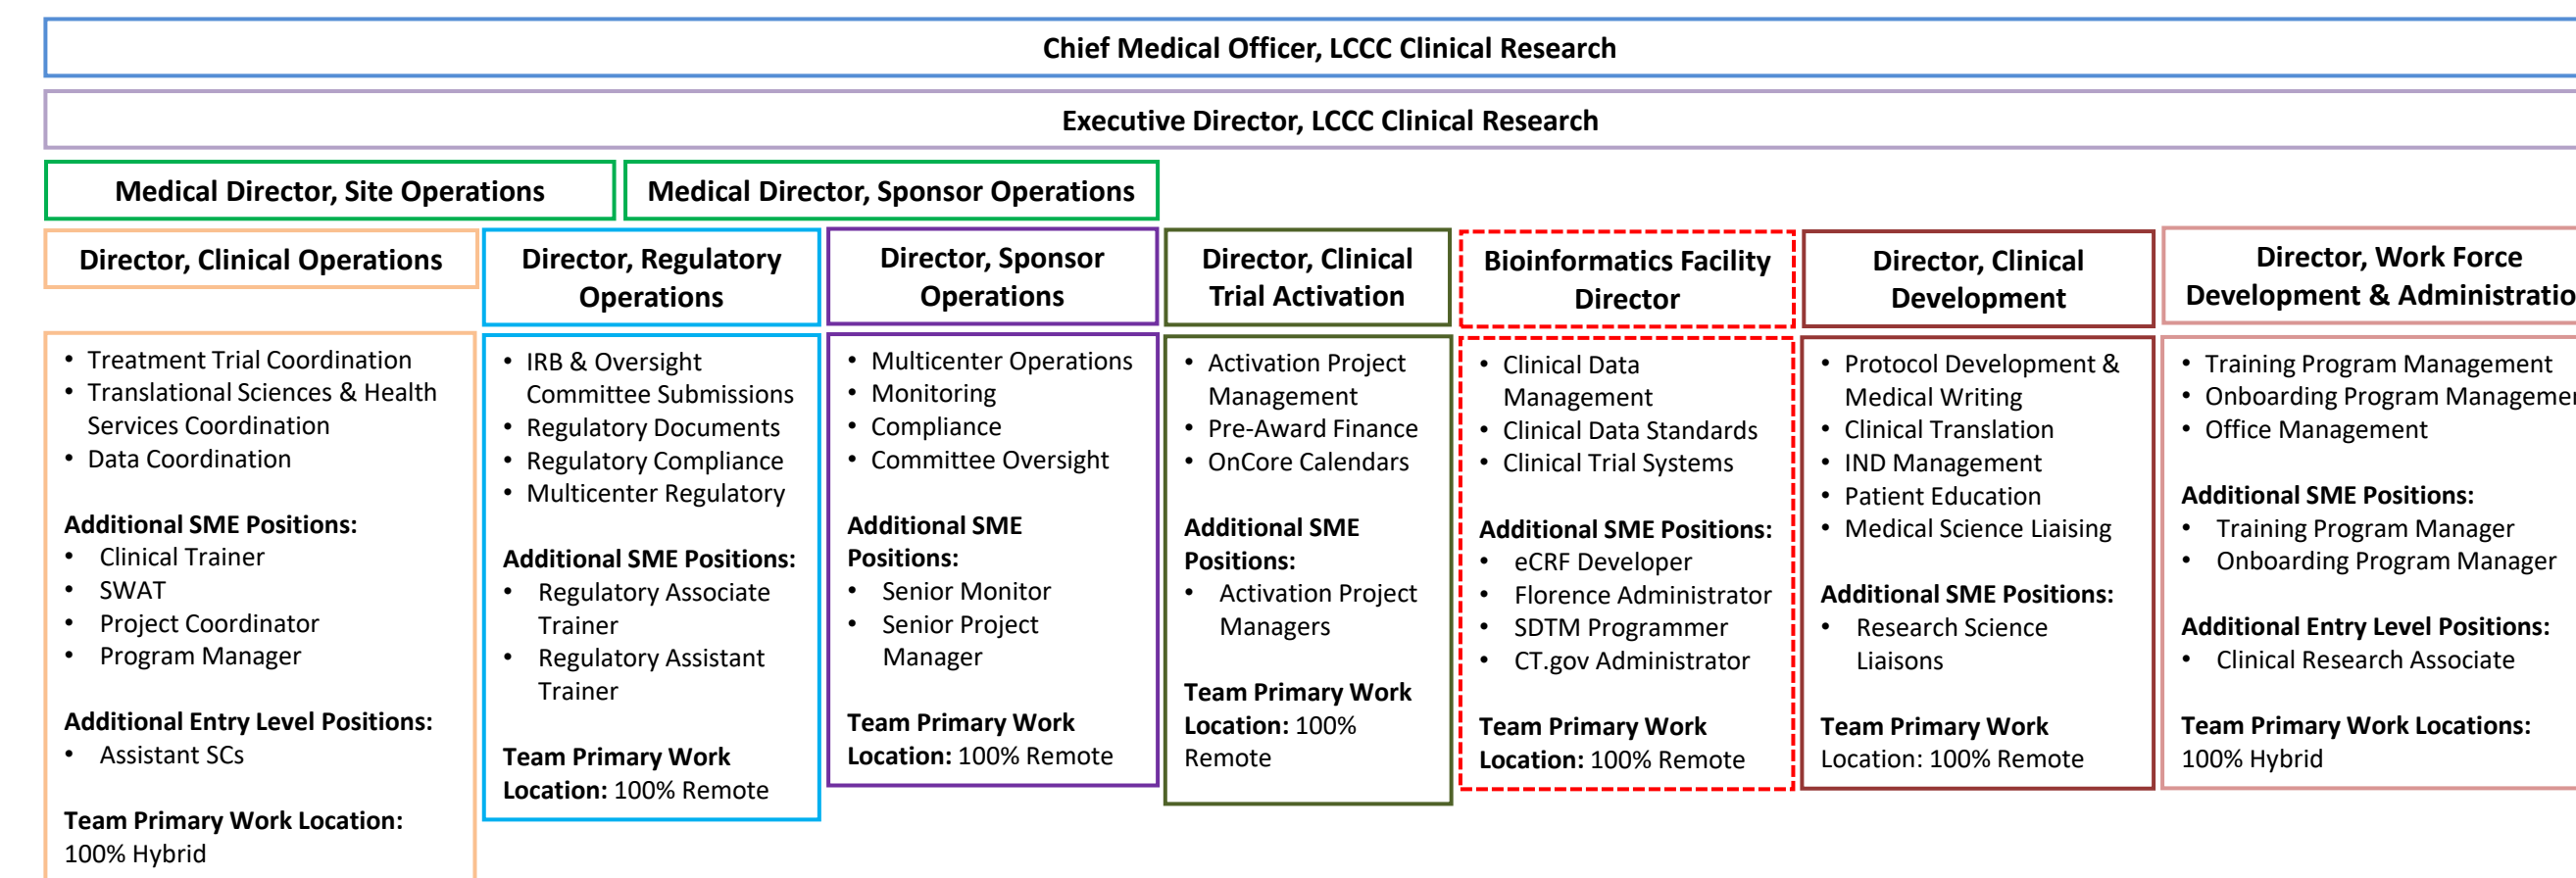 Chief Medical Officer, LCCC Clinical Research
Executive Director, LCCC Clinical Research
Medical Director, Site Operations
Medical Director, Sponsor Operations
Director, Clinical Operations
• Treatment Trial Coordination
• Translational Sciences & Health
Services Coordination
• Data Coordination
Additional SME Positions:
• Clinical Trainer
• SWAT
• Project Coordinator
• Program Manager
Additional Entry Level Positions:
• Assistant SCs
Team Primary Work Location:
100% Hybrid
Director, Regulatory
Operations
• IRB & Oversight
Committee Submissions
• Regulatory Documents
• Regulatory Compliance
• Multicenter Regulatory
Additional SME Positions:
• Regulatory Associate
Trainer
• Regulatory Assistant
Trainer
Team Primary Work
Location: 100% Remote
Director, Sponsor
Operations
• Multicenter Operations
• Monitoring
• Compliance
• Committee Oversight
Additional SME
Positions:
• Senior Monitor
• Senior Project
Manager
Team Primary Work
Location: 100% Remote
Director, Clinical
Trial Activation
• Activation Project
Management
• Pre-Award Finance
• OnCore Calendars
Additional SME
Positions:
• Activation Project
Managers
Team Primary Work
Location: 100%
Remote
Bioinformatics Facility
Director
• Clinical Data
Management
• Clinical Data Standards
• Clinical Trial Systems
Additional SME Positions:
• eCRF Developer
• Florence Administrator
• SDTM Programmer
• CT.gov Administrator
Team Primary Work
Location: 100% Remote
Director, Clinical
Development
• Protocol Development &
Medical Writing
• Clinical Translation
• IND Management
• Patient Education
• Medical Science Liaising
Additional SME Positions:
• Research Science
Liaisons
Team Primary Work
Location: 100% Remote
Director, Work Force
Development & Administratio
• Training Program Management
• Onboarding Program Managemen
• Office Management
Additional SME Positions:
• Training Program Manager
• Onboarding Program Manager
Additional Entry Level Positions:
• Clinical Research Associate
Team Primary Work Locations:
100% Hybrid